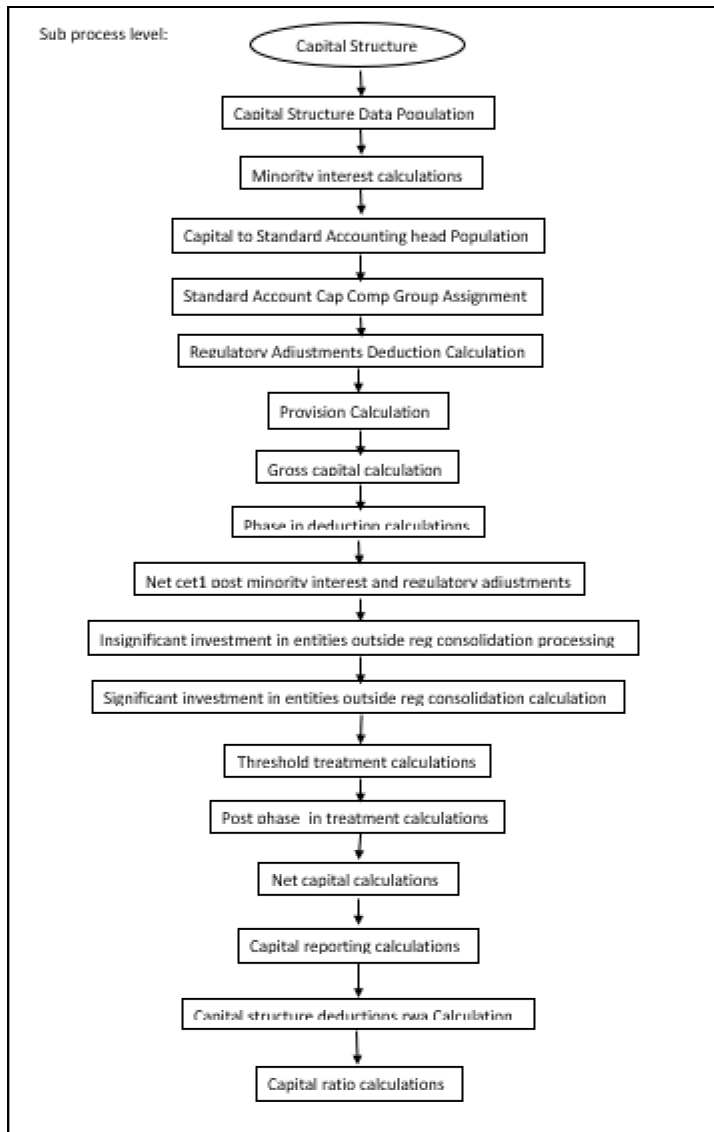 Sub process level:
Capital Structure
Capital Structure Data Population
Minority interest calculations
Capital to Standard Accounting head Population
Standard Account Cap Comp Group Assignment
Regulatory Adjustments Deduction Calculation
Provision Calculation
Gross capital calculation
Phase in deduction calculations
Net cet1 post minority interest and regulatory adjustments
Insignificant investment in entities outside reg consolidation processing
Significant investment in entities outside reg consolidation calculation
Threshold treatment calculations
Post phase in treatment calculations
Net capital calculations
Capital reporting calculations
Capital structure deductions rwa Calculation
Capital ratio calculations